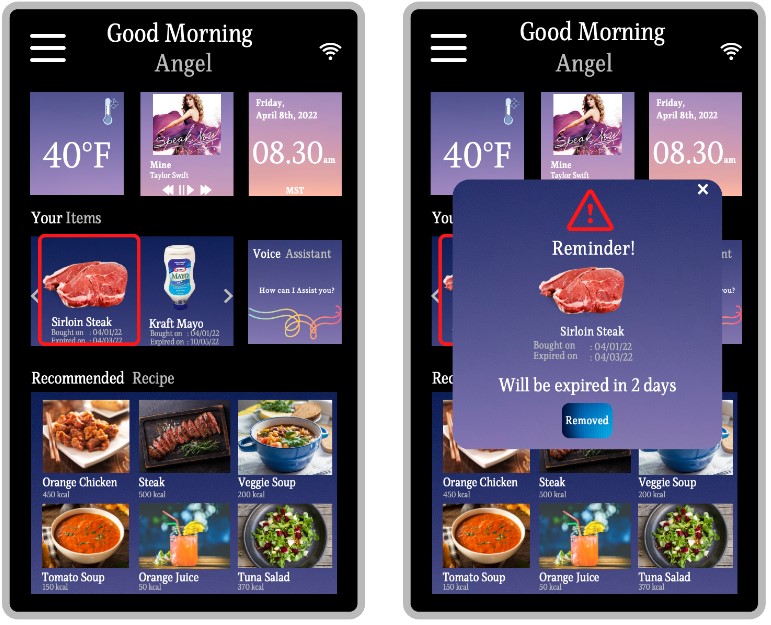 Good Morning
Angel
40°F
Speak Now
Mine
Taylor Swift
Friday,
April 8th, 2022
08.30am
MST
Your Items
Sirloin Steak
Bought on : 04/01/22
Expired on : 04/03/22
MAYO
Kraft Mayo
Bought on : 04/01/22
Expired on : 10/05/22
Voice Assistant
How can I Assist you?
Recommended Recipe
Orange Chicken
450 kcal
Steak
500 kcal
Veggie Soup
200 kcal
Tomato Soup
150 kcal
Orange Juice
50 kcal
Tuna Salad
370 kcal
Good Morning
Angel
40°F
Speak Now
Mine
Taylor Swift
Friday,
April 8th, 2022
08.30am
You
nt
you?
Reminder!
Sirloin Steak
Bought on : 04/01/22
Expired on : 04/03/22
Will be expired in 2 days
Removed
Rec
Orange Chicken
450 kcal
Steak
500 kcal
Veggie Soup
200 kcal
Tomato Soup
150 kcal
Orange Juice
50 kcal
Tuna Salad
370 kcal